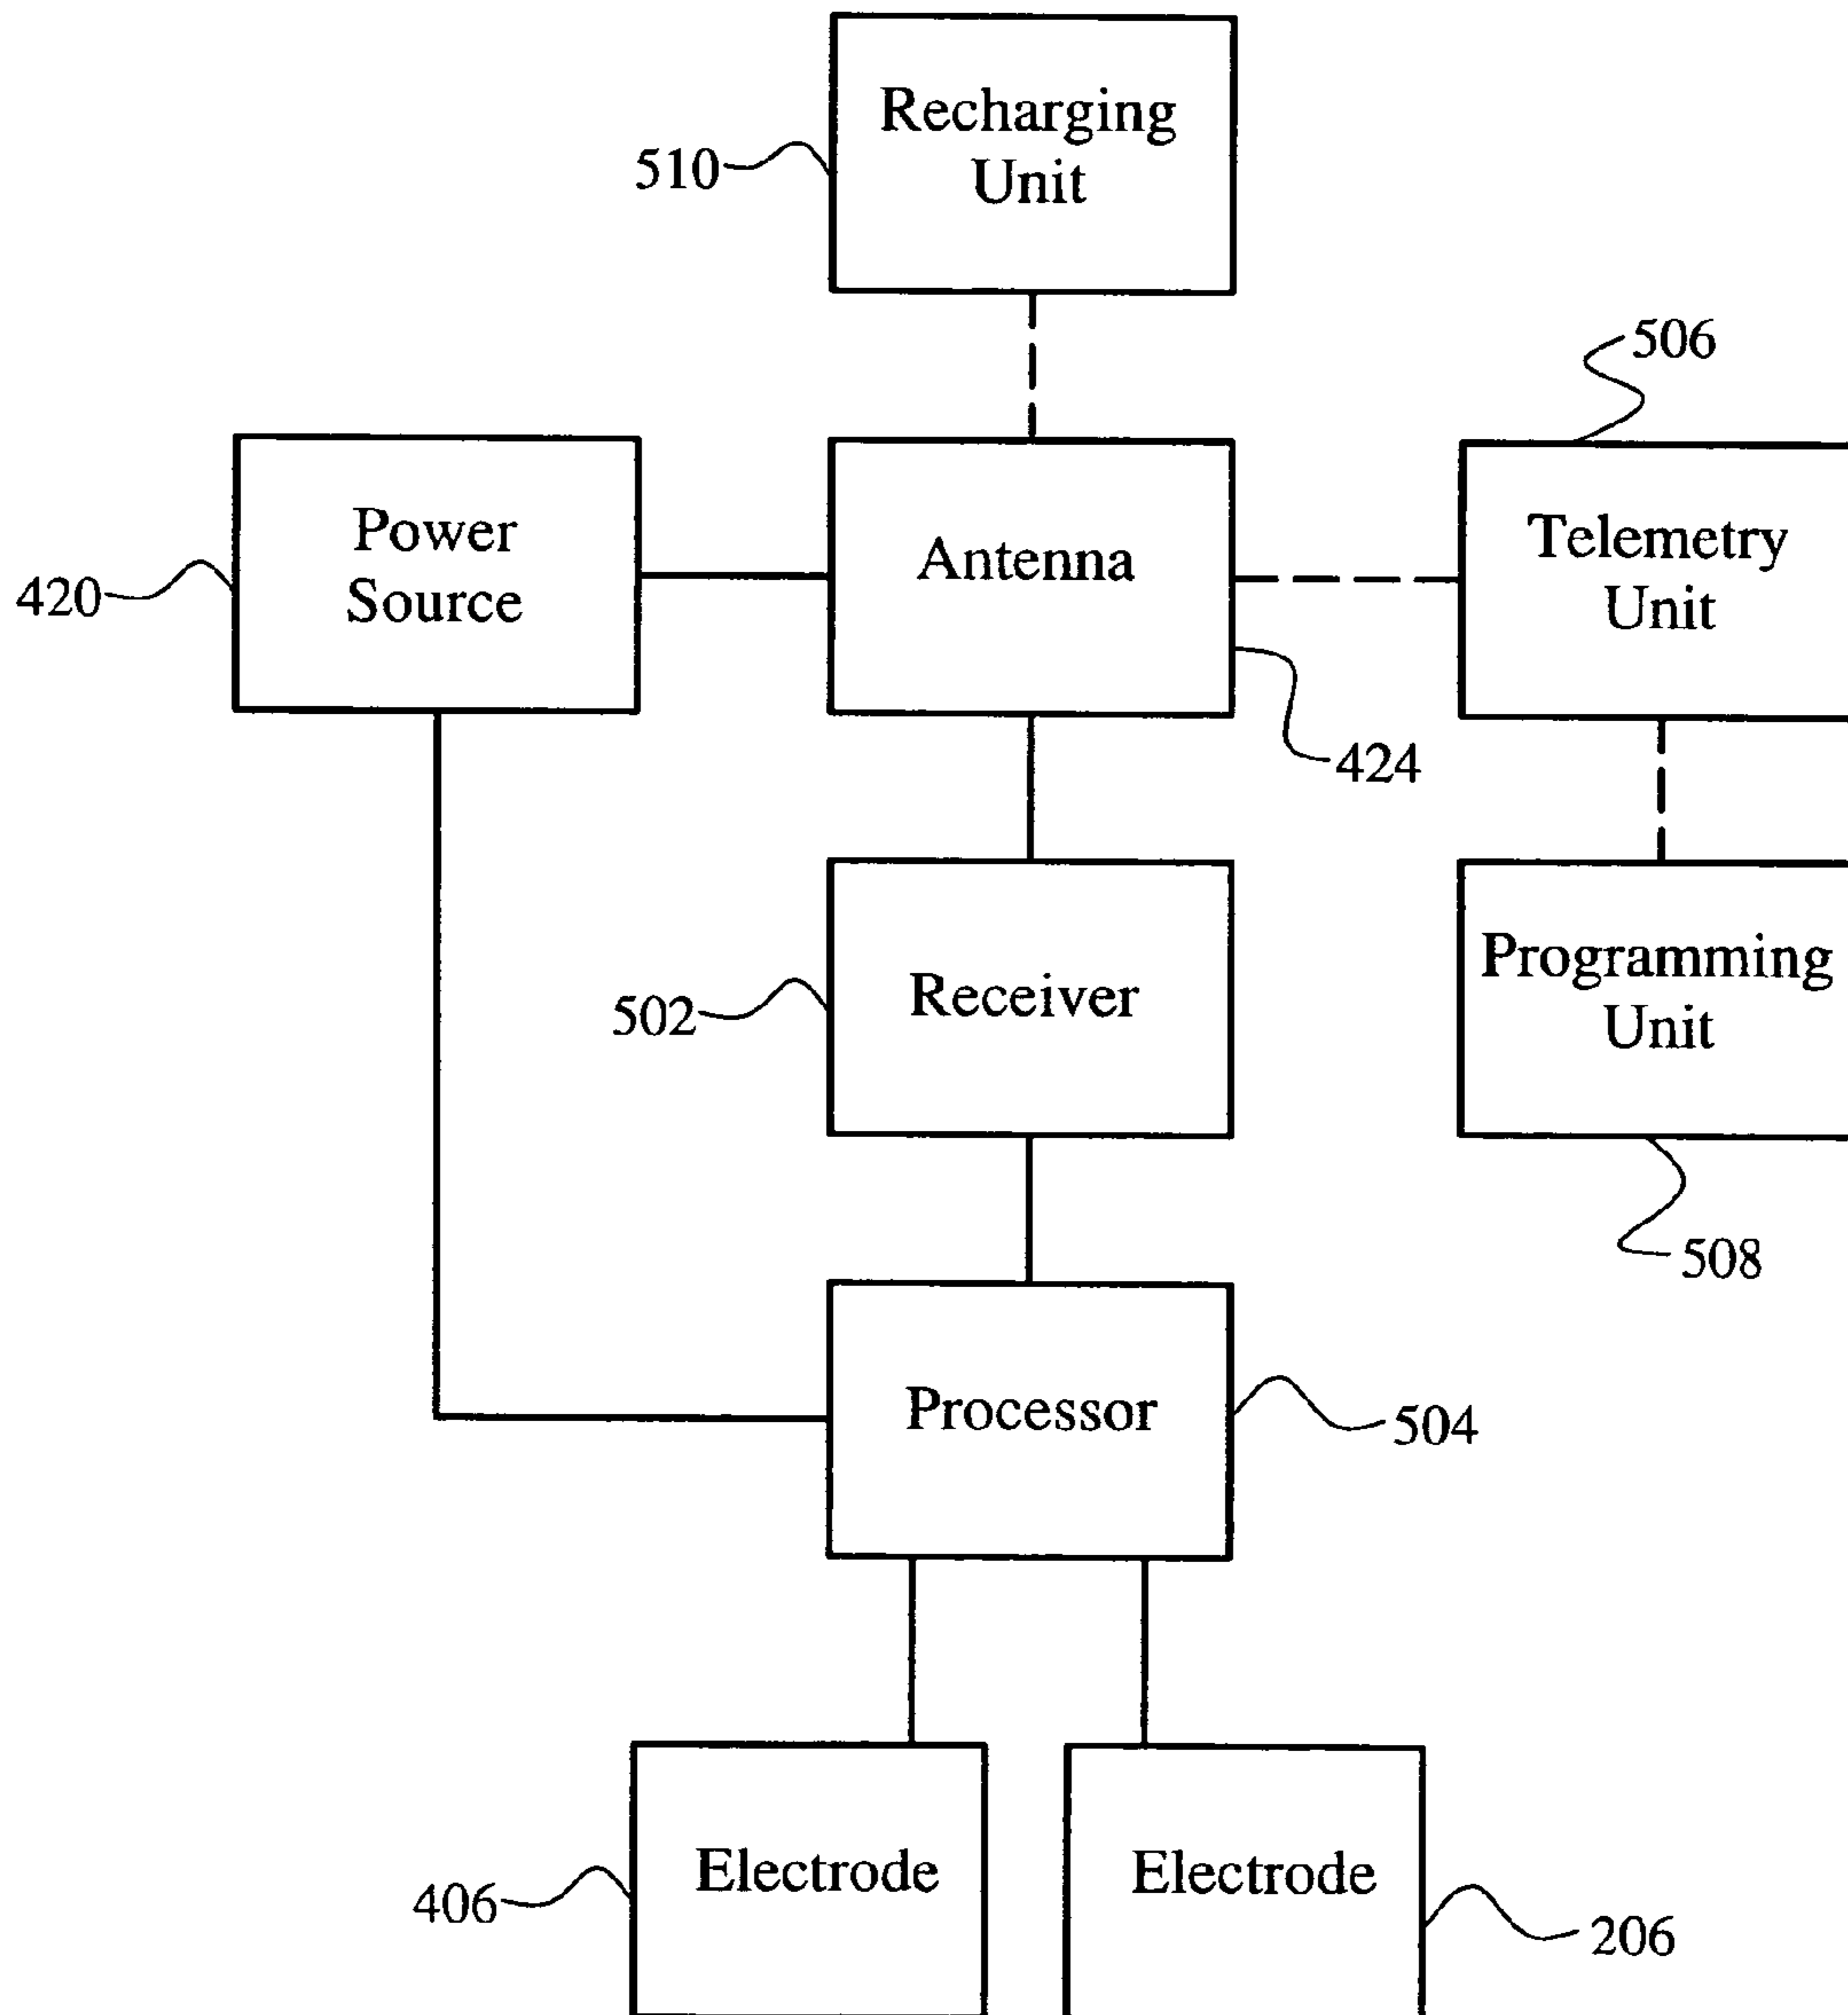 Recharging
Unit
510
506
Power
Source
420
Antenna
424
Telemetry
Unit
Receiver
502
Programming
Unit
508
Processor
504
Electrode
406
Electrode
206